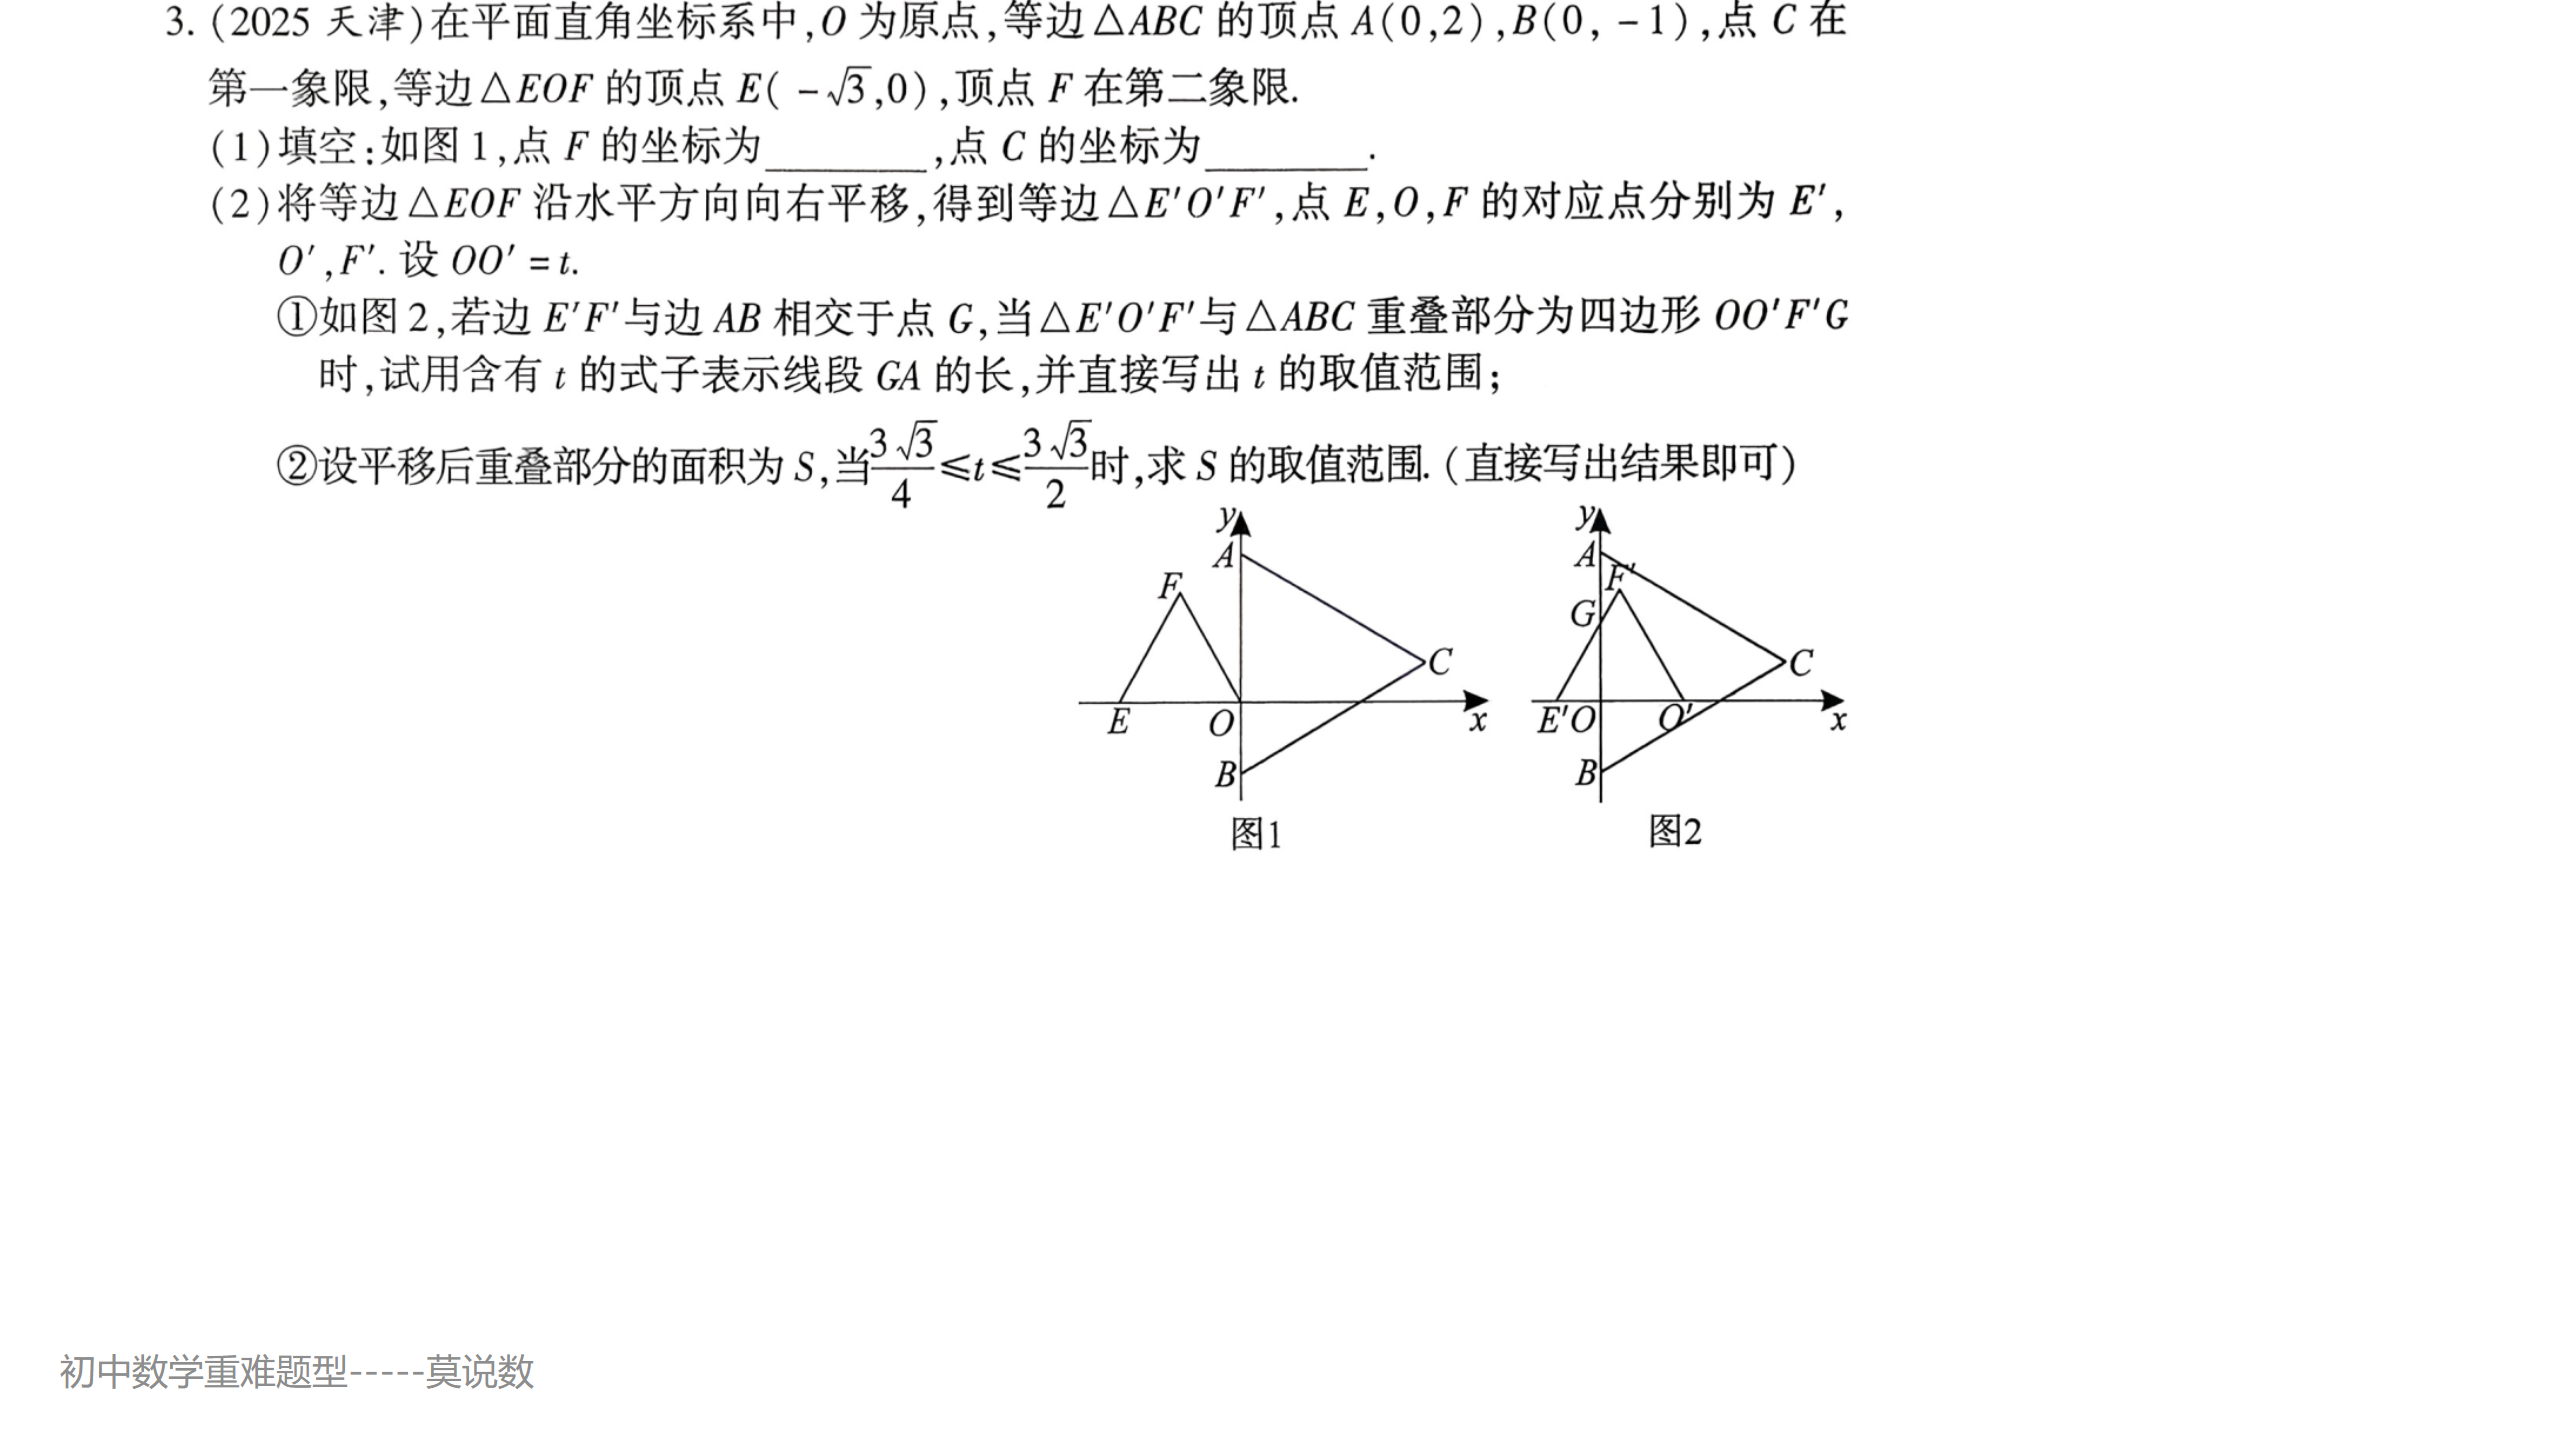 3. (2025 天津)在平面直角坐标系中,O 为原点,等边△ABC 的顶点 A(0,2),B(0,-1),点 C 在
第一象限,等边△EOF 的顶点 E(-√3,0),顶点 F 在第二象限.
(1)填空:如图1,点 F 的坐标为________,点 C 的坐标为________.
(2)将等边△EOF 沿水平方向向右平移,得到等边△E′O′F′,点 E,O,F 的对应点分别为 E′,
O′,F′. 设 OO′=t.
①如图2,若边 E′F′与边 AB 相交于点 G,当△E′O′F′与△ABC 重叠部分为四边形 OO′F′G
时,试用含有 t 的式子表示线段 GA 的长,并直接写出 t 的取值范围;
②设平移后重叠部分的面积为 S,当3√3/4≤t≤3√3/2时,求 S 的取值范围. (直接写出结果即可)
y
A
F
C
E
O
x
B
图1
y
A
F′
G
C
E′
O
O′
x
B
图2
初中数学重难题型-----莫说数